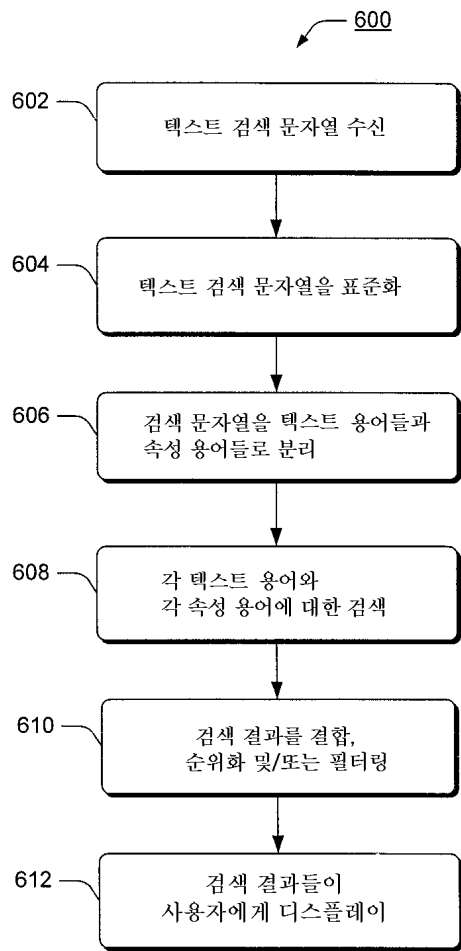 600
602
텍스트 검색 문자열 수신
604
텍스트 검색 문자열을 표준화
606
검색 문자열을 텍스트 용어들과
속성 용어들로 분리
608
각 텍스트 용어와
각 속성 용어에 대한 검색
610
검색 결과를 결합,
순위화 및/또는 필터링
612
검색 결과들이
사용자에게 디스플레이